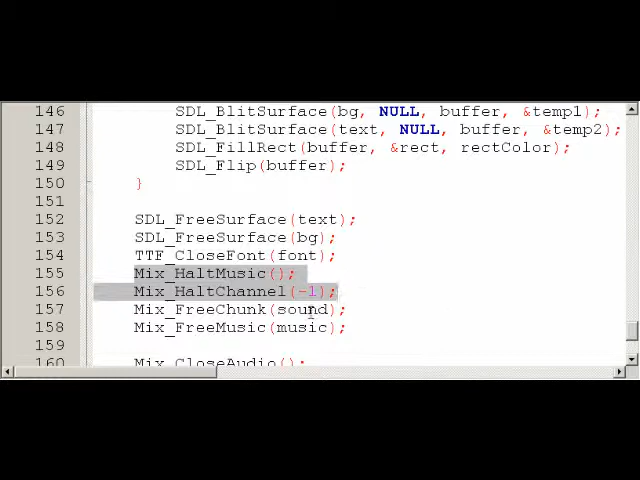 146 SDL_BlitSurface(bg, NULL, buffer, &temp1);
147 SDL_BlitSurface(text, NULL, buffer, &temp2);
148 SDL_FillRect(buffer, &rect, rectColor);
149 SDL_Flip(buffer);
150 }
151
152 SDL_FreeSurface(text);
153 SDL_FreeSurface(bg);
154 TTF_CloseFont(font);
155 Mix_HaltMusic();
156 Mix_HaltChannel(-1);
157 Mix_FreeChunk(sound);
158 Mix_FreeMusic(music);
159
160 Mix_CloseAudio();